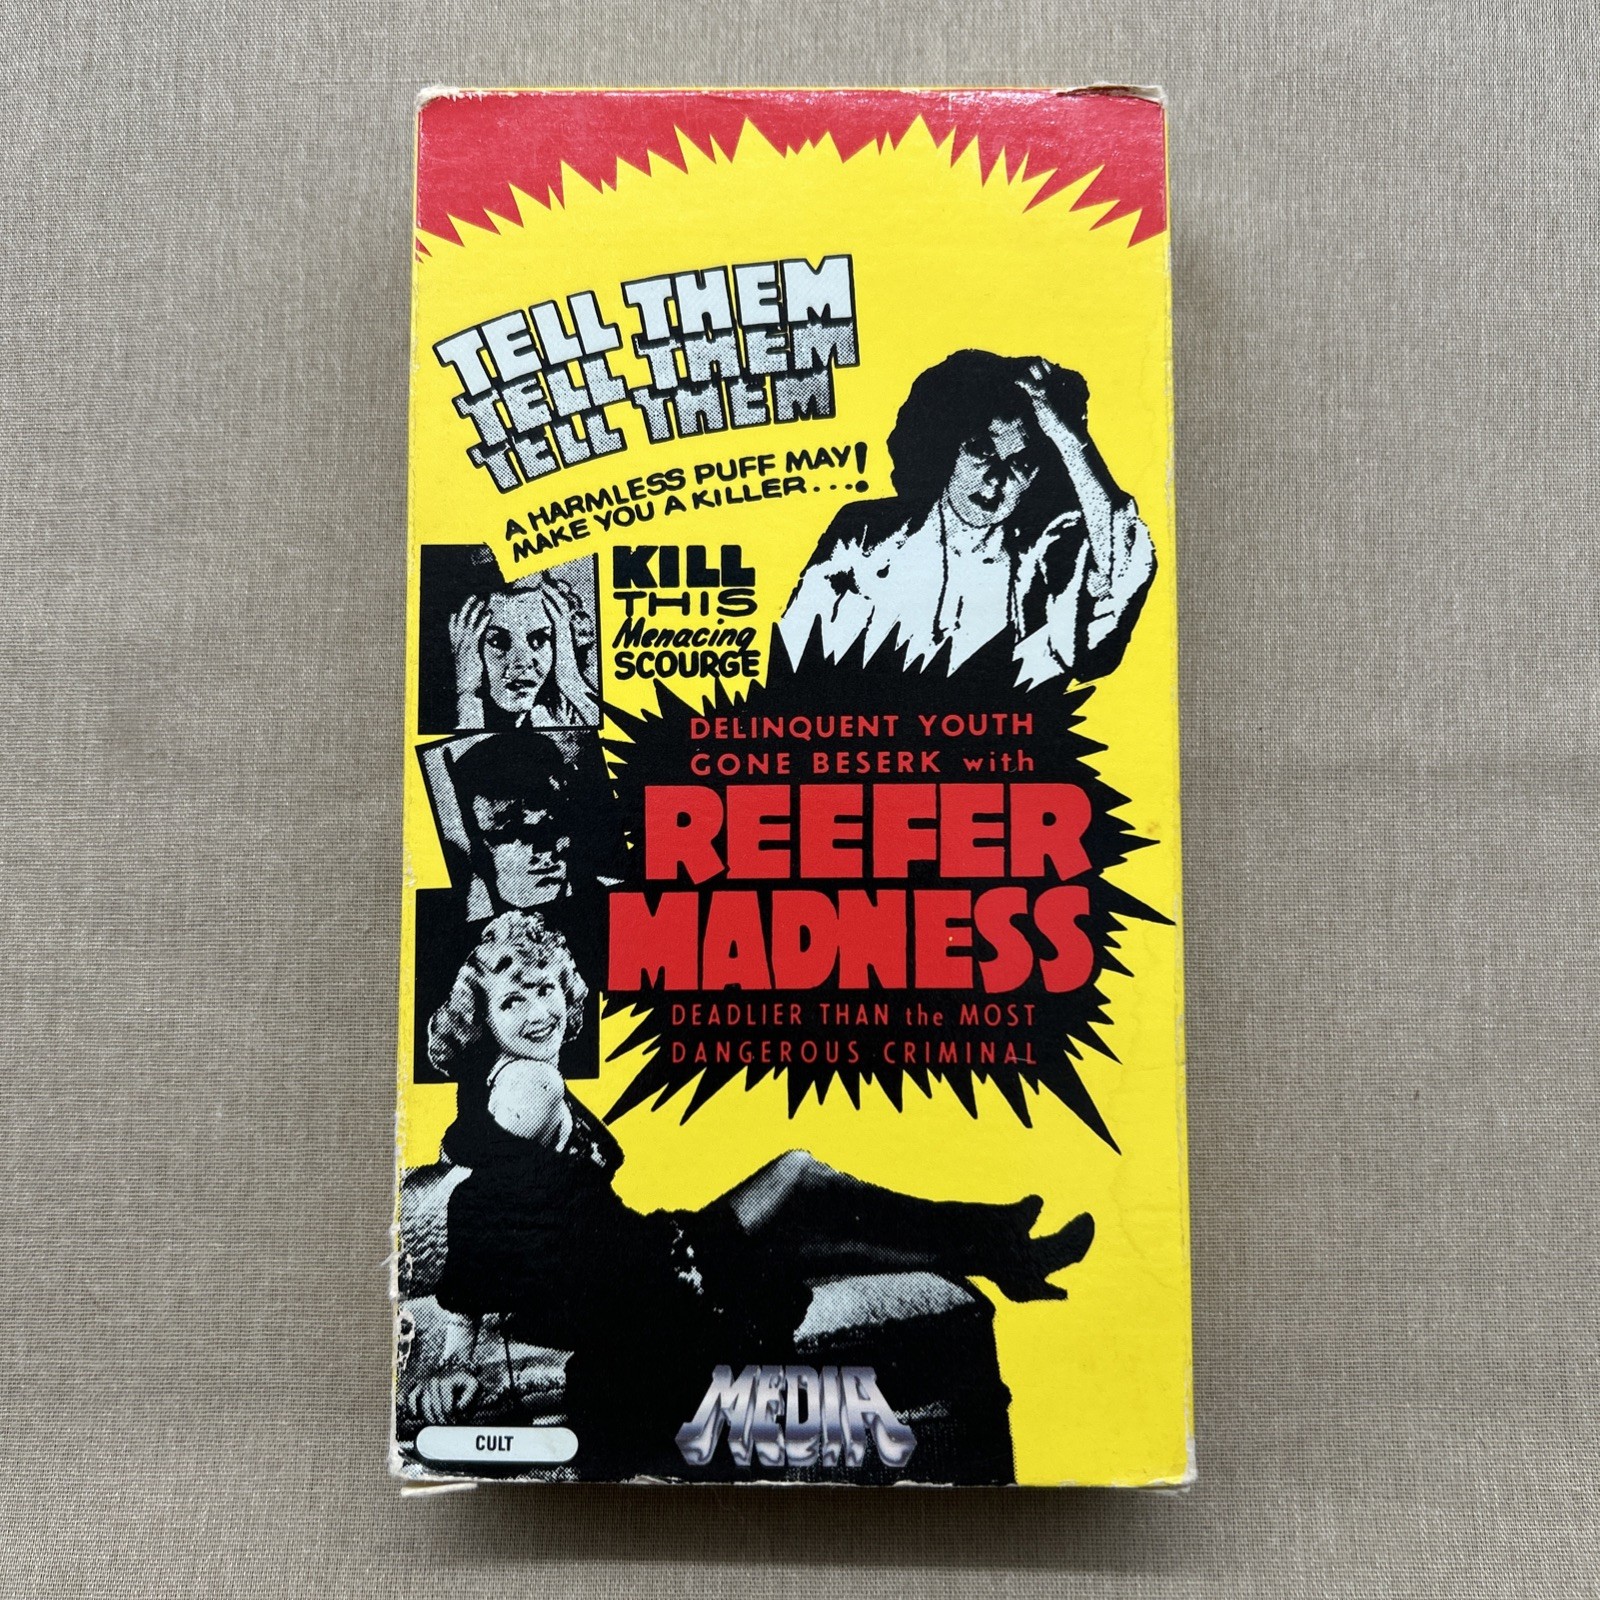 TELL THEM
TELL THEM
TELL THEM
A HARMLESS PUFF MAY
MAKE YOU A KILLER...!
KILL
THIS
Menacing
SCOURGE
DELINQUENT YOUTH
GONE BESERK with
REEFER
MADNESS
DEADLIER THAN the MOST
DANGEROUS CRIMINAL
MEDIA
CULT